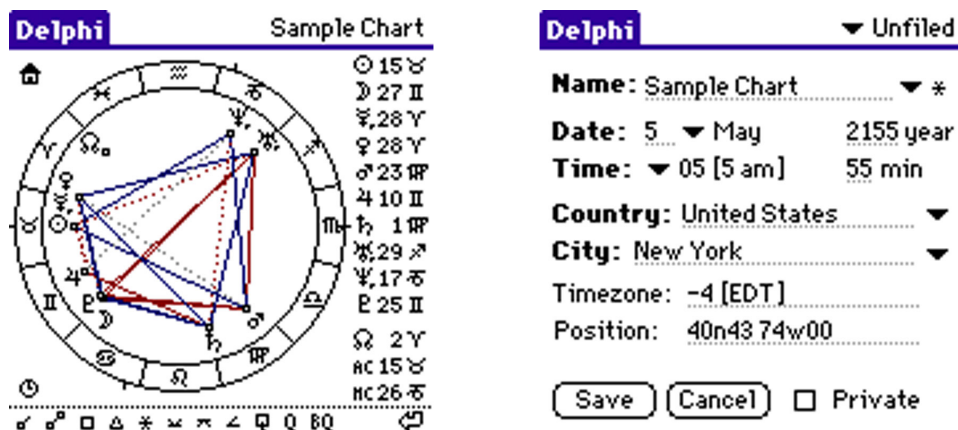 Delphi Sample Chart
☉ 15 ♉
☽ 27 ♊
☿, 28 ♈
♀ 28 ♈
♂ 23 ♍
♃ 10 ♊
♄ 1 ♍
♅, 29 ♐
♆, 17 ♑
♇ 25 ♊
☊ 2 ♈
AC 15 ♉
MC 26 ♑
Q BQ
Delphi Unfiled
Name: Sample Chart *
Date: 5 May 2155 year
Time: 05 [5 am] 55 min
Country: United States
City: New York
Timezone: -4 [EDT]
Position: 40n43 74w00
Save Cancel Private